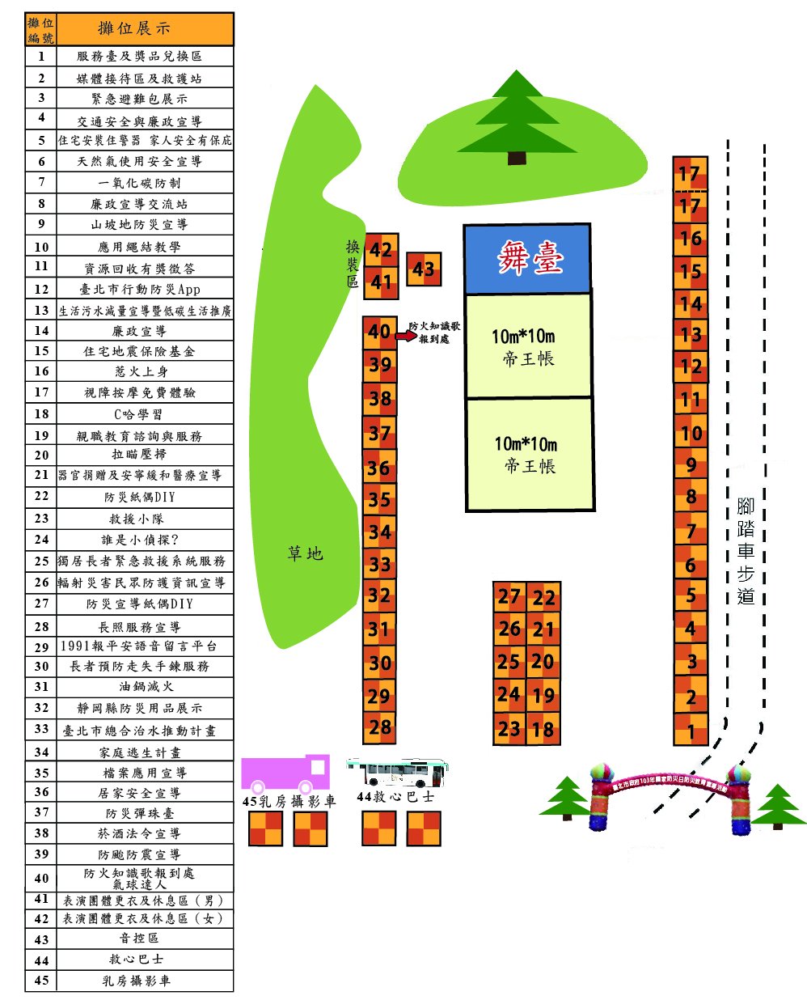 攤位編號 攤位展示
1 服務臺及獎品兌換區
2 媒體接待區及救護站
3 緊急避難包展示
4 交通安全與廉政宣導
5 住宅安裝住警器 家人安全有保庇
6 天然氣使用安全宣導
7 一氧化碳防制
8 廉政宣導交流站
9 山坡地防災宣導
10 應用繩結教學
11 資源回收有獎徵答
12 臺北市行動防災App
13 生活污水減量宣導暨低碳生活推廣
14 廉政宣導
15 住宅地震保險基金
16 惹火上身
17 視障按摩免費體驗
18 C哈學習
19 親職教育諮詢與服務
20 拉瞄壓掃
21 器官捐贈及安寧緩和醫療宣導
22 防災紙偶DIY
23 救援小隊
24 誰是小偵探?
25 獨居長者緊急救援系統服務
26 輻射災害民眾防護資訊宣導
27 防災宣導紙偶DIY
28 長照服務宣導
29 1991報平安語音留言平台
30 長者預防走失手鍊服務
31 油鍋滅火
32 靜岡縣防災用品展示
33 臺北市總合治水推動計畫
34 家庭逃生計畫
35 檔案應用宣導
36 居家安全宣導
37 防災彈珠臺
38 菸酒法令宣導
39 防颱防震宣導
40 防火知識歌報到處
氣球達人
41 表演團體更衣及休息區(男)
42 表演團體更衣及休息區(女)
43 音控區
44 救心巴士
45 乳房攝影車
草地
換裝區
42
41
43
40
防火知識歌
報到處
39
38
37
36
35
34
33
32
31
30
29
28
舞臺
10m*10m
帝王帳
10m*10m
帝王帳
27 22
26 21
25 20
24 19
23 18
17
17
16
15
14
13
12
11
10
9
8
7
6
5
4
3
2
1
腳踏車步道
45乳房攝影車
44救心巴士
臺北市政府103年國家防災日防災教育宣導活動